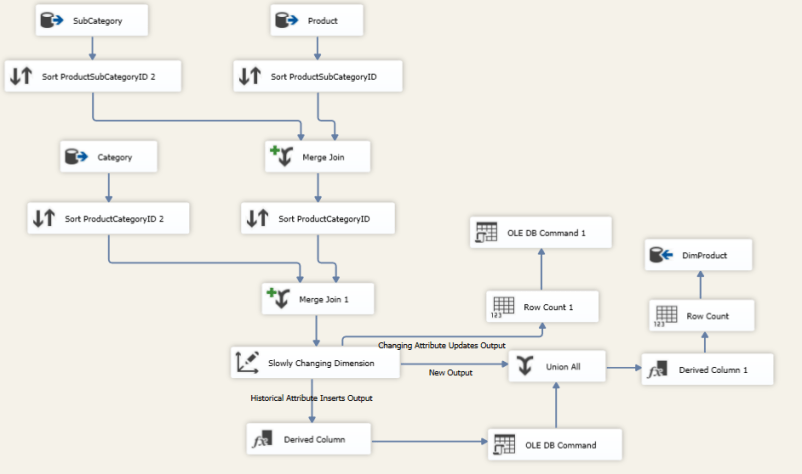 SubCategory
Product
Sort ProductSubCategoryID 2
Sort ProductSubCategoryID
Category
Merge Join
Sort ProductCategoryID 2
Sort ProductCategoryID
OLE DB Command 1
DimProduct
Merge Join 1
Row Count 1
123
Row Count
123
Changing Attribute Updates Output
Slowly Changing Dimension
New Output
Union All
Derived Column 1
Historical Attribute Inserts Output
Derived Column
OLE DB Command